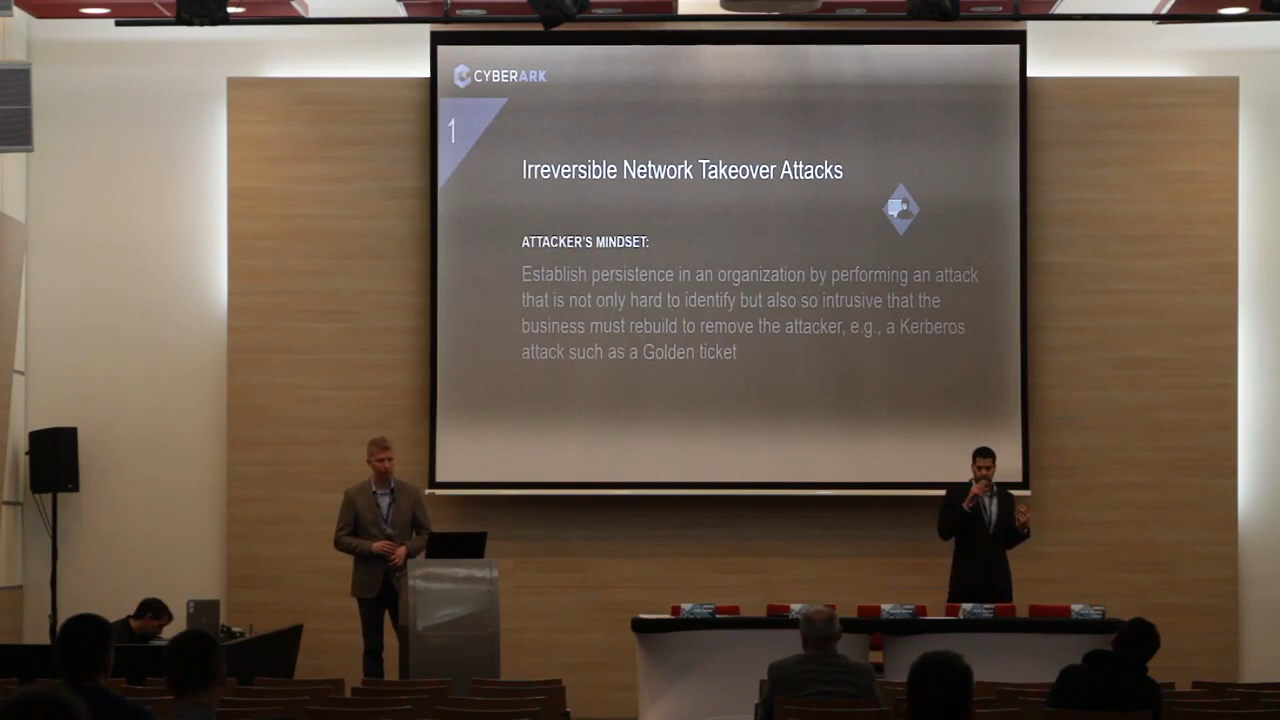 CYBERARK
1
Irreversible Network Takeover Attacks
ATTACKER'S MINDSET:
Establish persistence in an organization by performing an attack
that is not only hard to identify but also so intrusive that the
business must rebuild to remove the attacker, e.g., a Kerberos
attack such as a Golden ticket